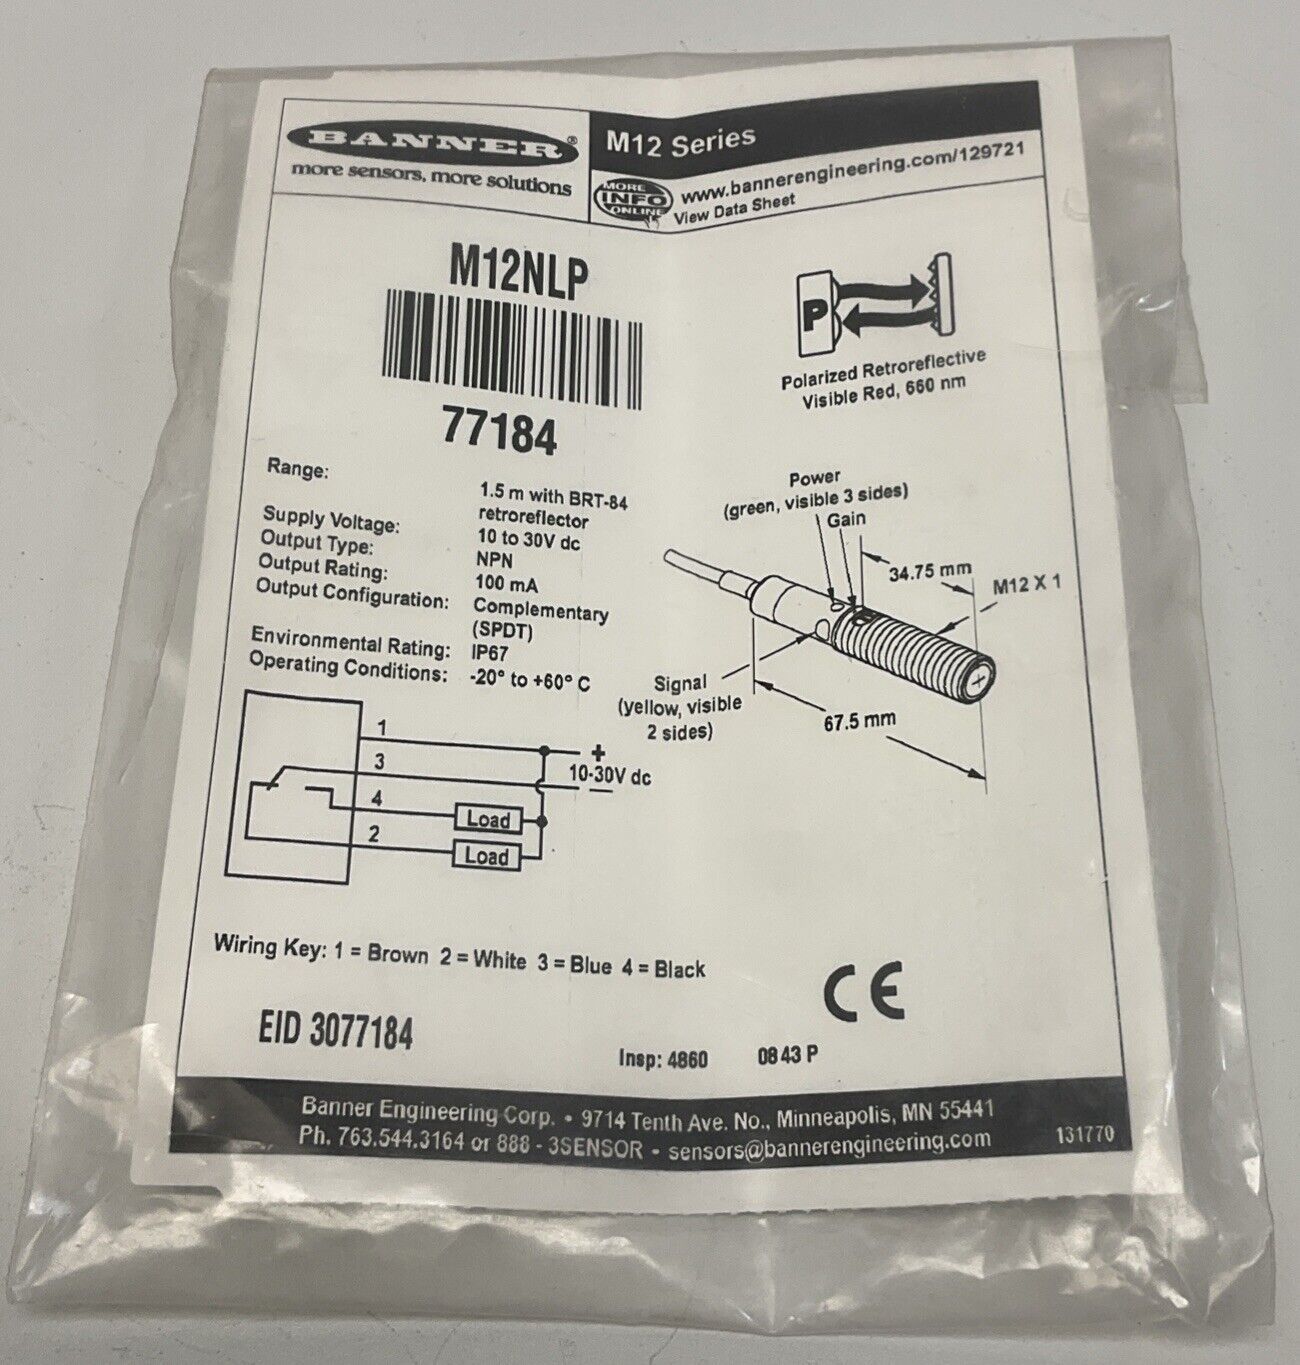 BANNER®
more sensors, more solutions
M12 Series
MORE
INFO
ONLINE
www.bannerengineering.com/129721
View Data Sheet
M12NLP
77184
P
Polarized Retroreflective
Visible Red, 660 nm
Range: 1.5 m with BRT-84
retroreflector
Supply Voltage: 10 to 30V dc
Output Type: NPN
Output Rating: 100 mA
Output Configuration: Complementary
(SPDT)
Environmental Rating: IP67
Operating Conditions: -20° to +60° C
Power
(green, visible 3 sides)
Gain
34.75 mm
M12 X 1
Signal
(yellow, visible
2 sides)
67.5 mm
1
+
3
10-30V dc
—
4
Load
2
Load
Wiring Key: 1 = Brown 2 = White 3 = Blue 4 = Black
CE
EID 3077184
Insp: 4860 0843 P
Banner Engineering Corp. • 9714 Tenth Ave. No., Minneapolis, MN 55441
Ph. 763.544.3164 or 888 - 3SENSOR • sensors@bannerengineering.com
131770